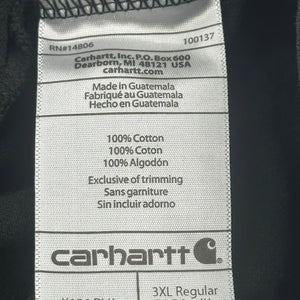 RN#14806 100137
Carhartt, Inc. P.O. Box 600
Dearborn, MI 48121 USA
carhartt.com
Made in Guatemala
Fabriqué au Guatemala
Hecho en Guatemala
100% Cotton
100% Coton
100% Algodón
Exclusive of trimming
Sans garniture
Sin incluir adorno
carhartt
3XL Regular